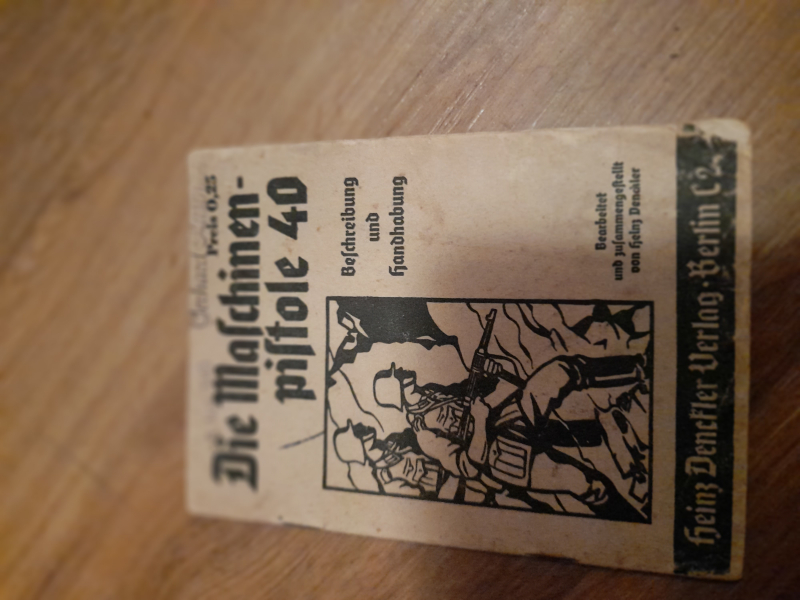 Preis 0,25
Die Maſchinen-
piſtole 40
Beſchreibung
und
Handhabung
Bearbeitet
und zuſammengeſtellt
von Heinz Denckler
Heinz Denckler Verlag · Berlin C 2